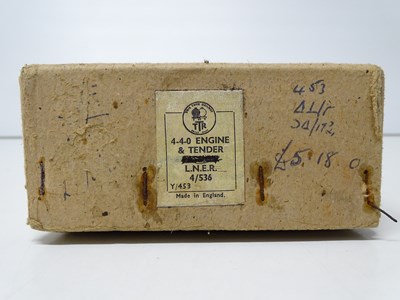 TTR
4-4-0 ENGINE
& TENDER
L.N.E.R.
4/536
Y/453
Made in England.
453
£5.18.0